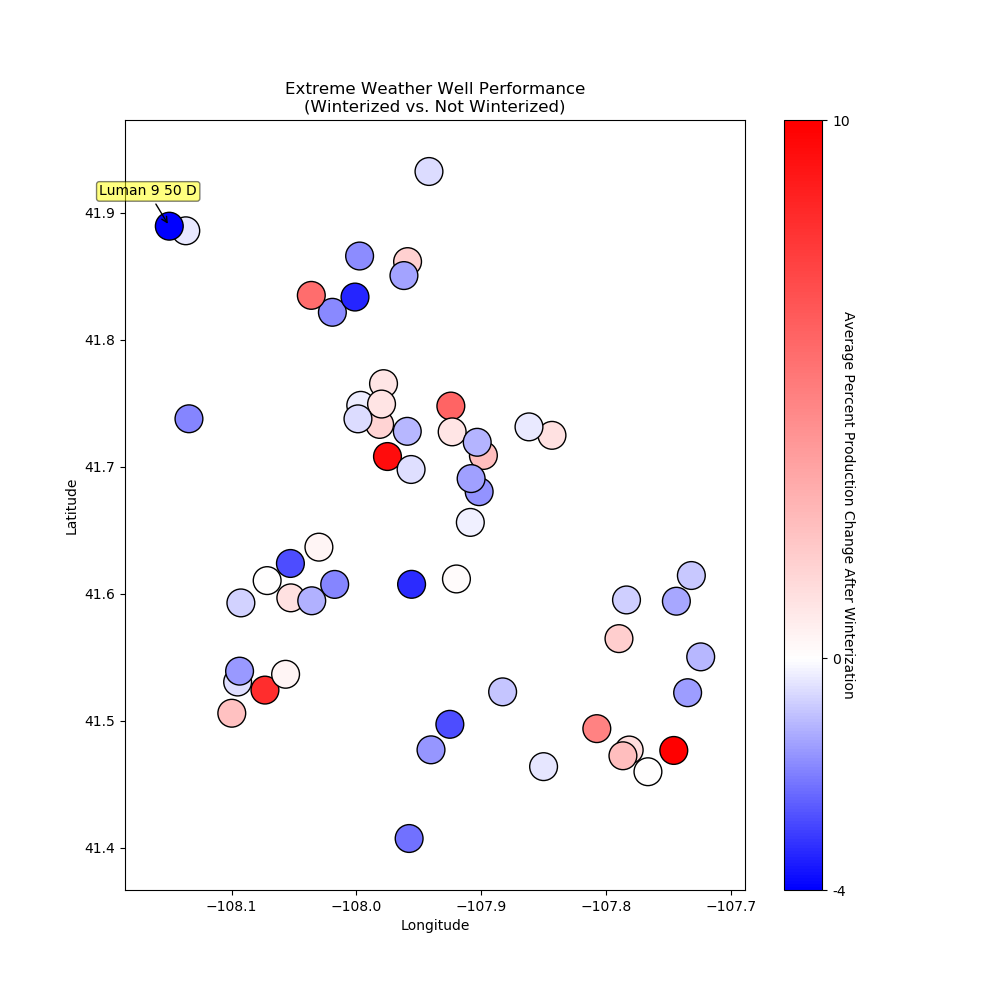 Extreme Weather Well Performance
(Winterized vs. Not Winterized)
Luman 9 50 D
41.9
41.8
41.7
41.6
41.5
41.4
Latitude
−108.1
−108.0
−107.9
−107.8
−107.7
Longitude
10
0
-4
Average Percent Production Change After Winterization